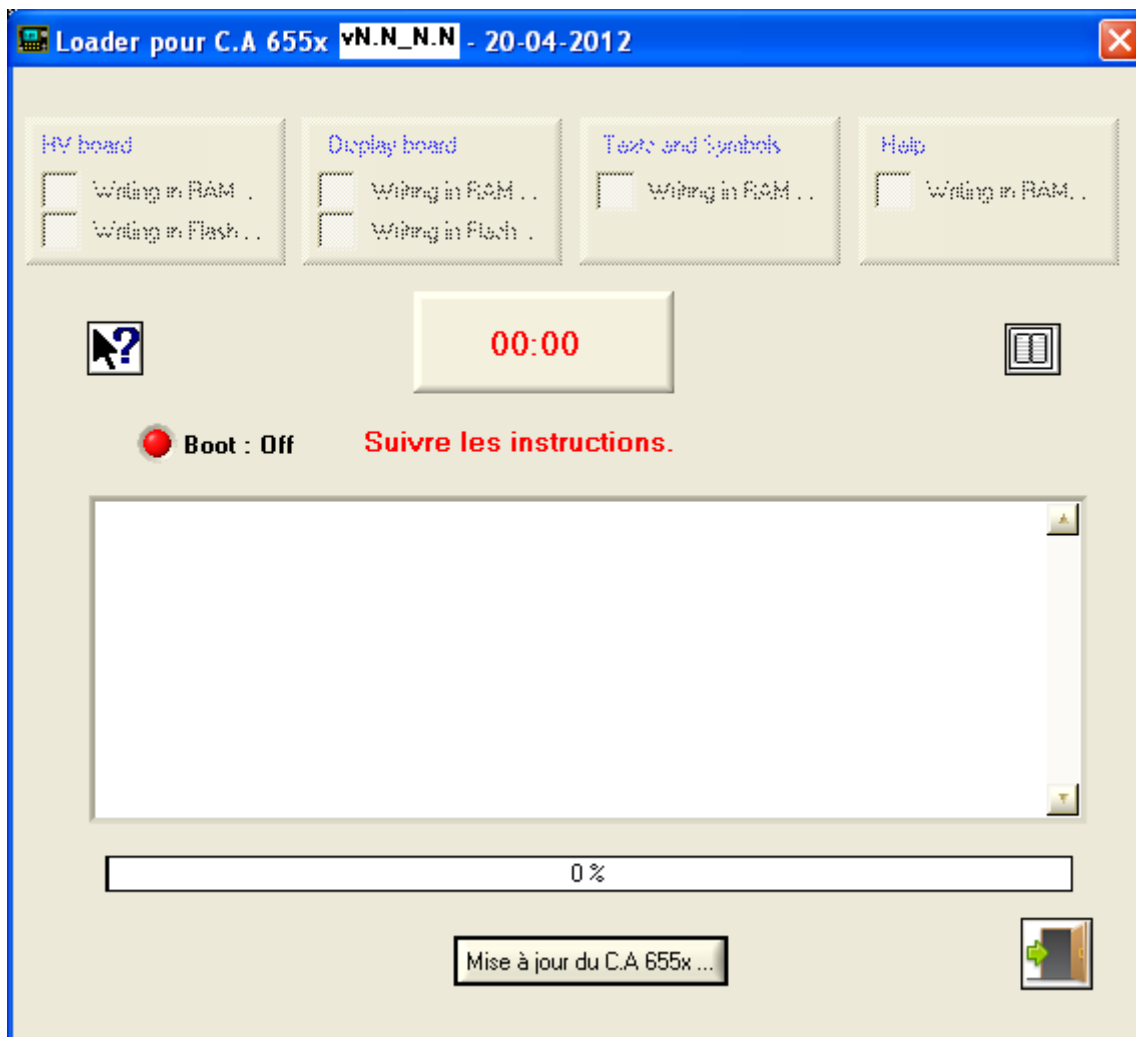 Loader pour C.A 655x vN.N_N.N - 20-04-2012
HV board
Writing in RAM . .
Writing in Flash . .
Display board
Writing in RAM . .
Writing in Flash . .
Texts and Symbols
Writing in RAM . .
Help
Writing in RAM. .
00:00
Boot : Off
Suivre les instructions.
0 %
Mise à jour du C.A 655x ...